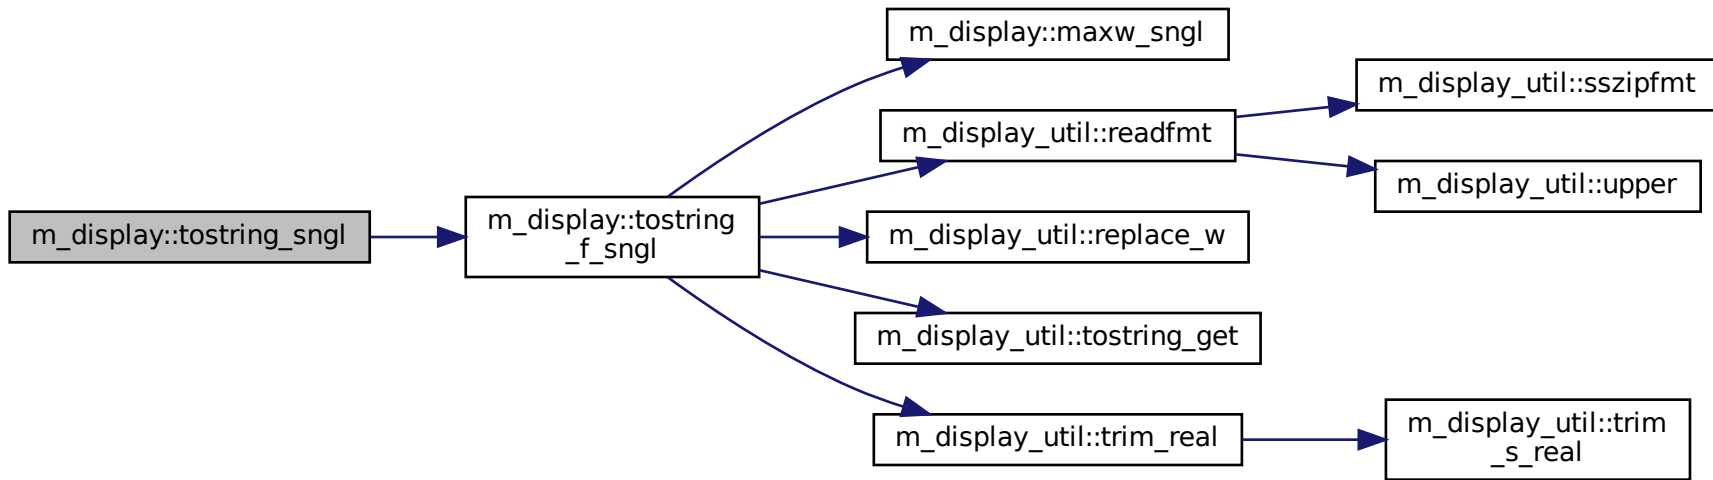 m_display::tostring_sngl
m_display::tostring
_f_sngl
m_display::maxw_sngl
m_display_util::readfmt
m_display_util::replace_w
m_display_util::tostring_get
m_display_util::trim_real
m_display_util::sszipfmt
m_display_util::upper
m_display_util::trim
_s_real